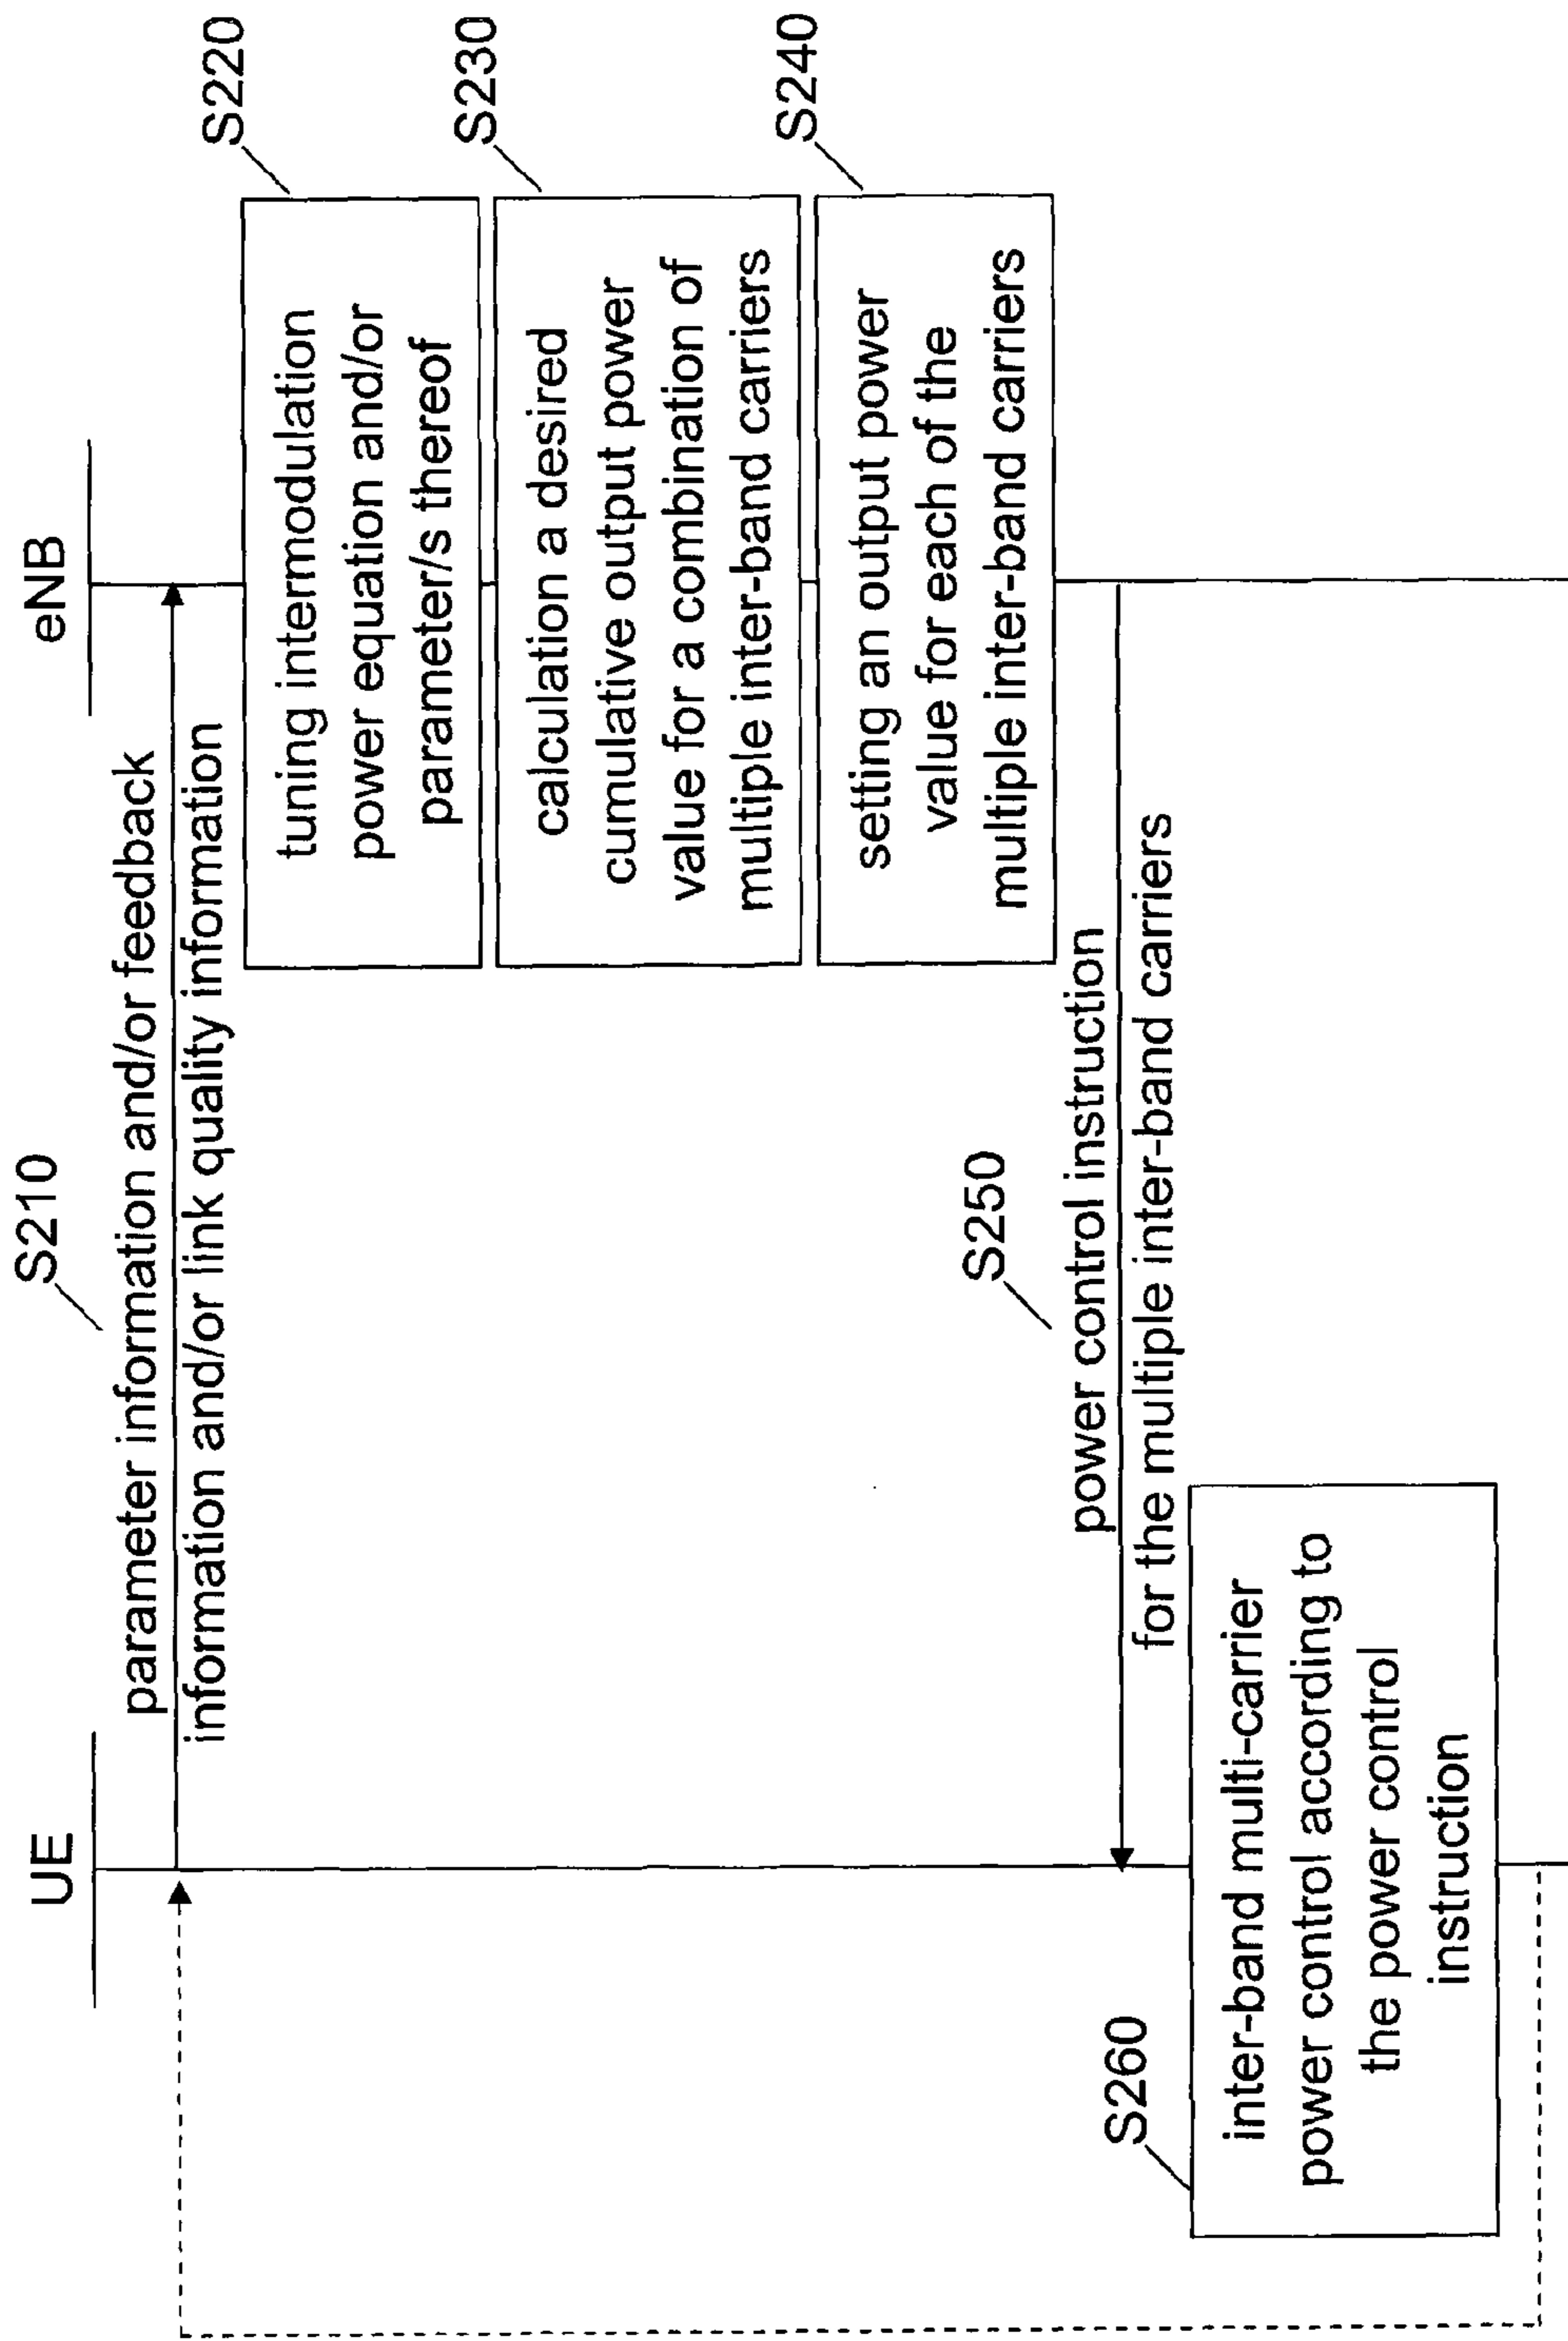 UE
eNB
S210
parameter information and/or feedback
information and/or link quality information
S220
tuning intermodulation
power equation and/or
parameter/s thereof
S230
calculation a desired
cumulative output power
value for a combination of
multiple inter-band carriers
S240
setting an output power
value for each of the
multiple inter-band carriers
S250
power control instruction
for the multiple inter-band carriers
S260
inter-band multi-carrier
power control according to
the power control
instruction